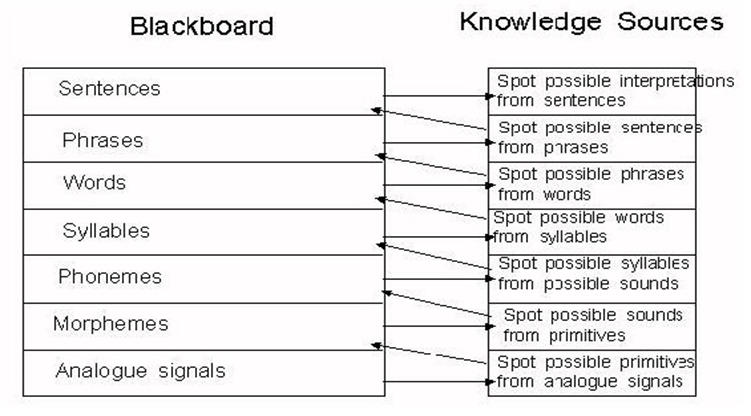 Blackboard
Knowledge Sources
Sentences
Spot possible interpretations
from sentences
Phrases
Spot possible sentences
from phrases
Words
Spot possible phrases
from words
Syllables
Spot possible words
from syllables
Phonemes
Spot possible syllables
from possible sounds
Morphemes
Spot possible sounds
from primitives
Analogue signals
Spot possible primitives
from analogue signals